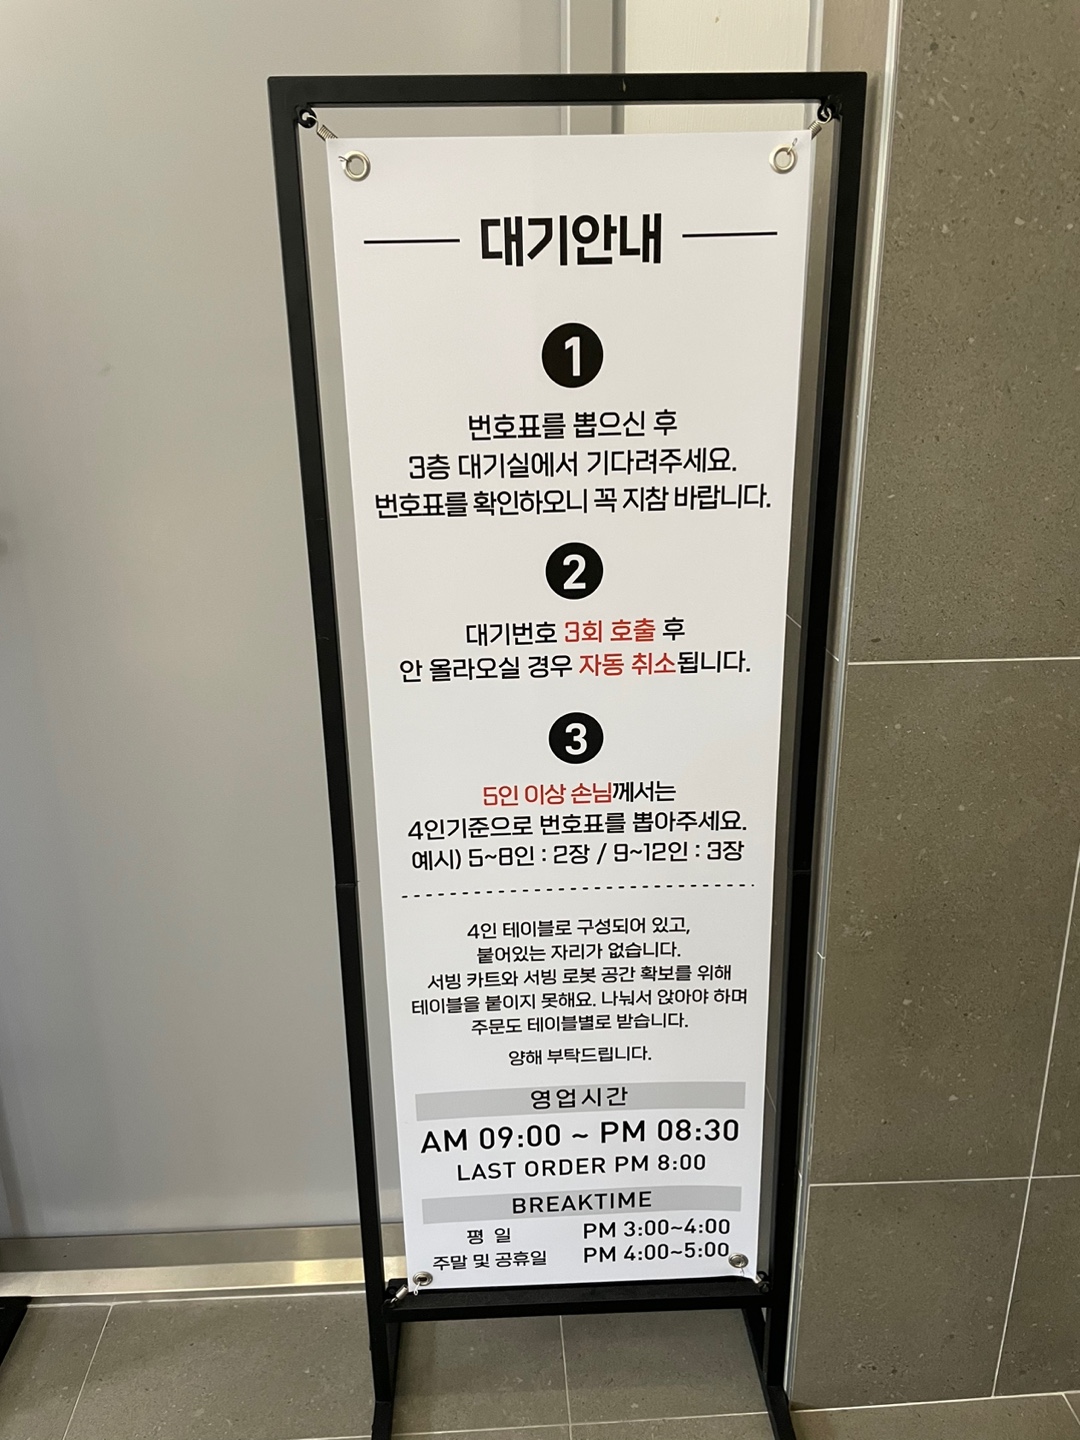 대기안내
1
번호표를 뽑으신 후
3층 대기실에서 기다려주세요.
번호표를 확인하오니 꼭 지참 바랍니다.
2
대기번호 3회 호출 후
안 올라오실 경우 자동 취소됩니다.
3
5인 이상 손님께서는
4인기준으로 번호표를 뽑아주세요.
예시) 5~8인 : 2장 / 9~12인 : 3장
4인 테이블로 구성되어 있고,
붙어있는 자리가 없습니다.
서빙 카트와 서빙 로봇 공간 확보를 위해
테이블을 붙이지 못해요. 나눠서 앉아야 하며
주문도 테이블별로 받습니다.
양해 부탁드립니다.
영업시간
AM 09:00 ~ PM 08:30
LAST ORDER PM 8:00
BREAKTIME
평 일 PM 3:00~4:00
주말 및 공휴일 PM 4:00~5:00